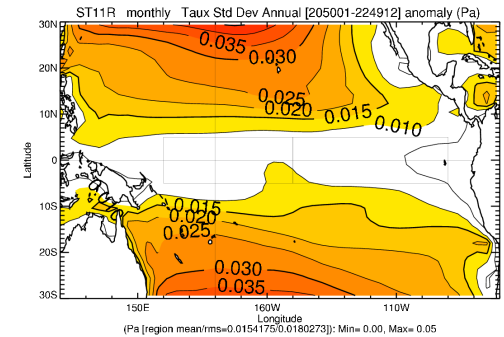 ST11R monthly Taux Std Dev Annual [205001-224912] anomaly (Pa)
30N
20N
10N
0
10S
20S
30S
Latitude
0.035
0.030
0.025
0.020
0.015
0.010
0.015
0.020
0.025
0.030
0.035
150E
160W
110W
Longitude
(Pa [region mean/rms=0.0154175/0.0180273]): Min= 0.00, Max= 0.05